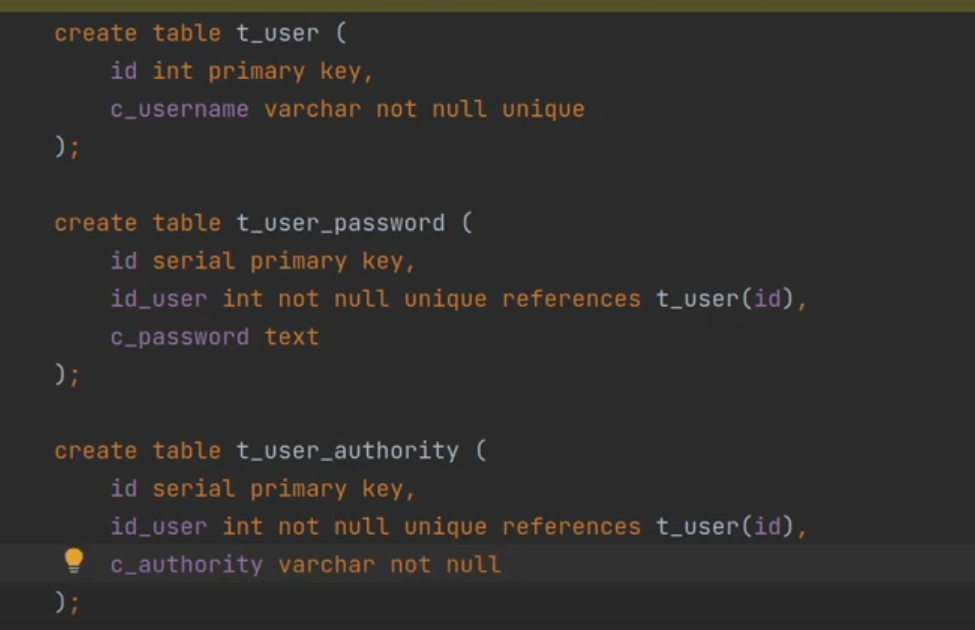 create table t_user (
    id int primary key,
    c_username varchar not null unique
);
create table t_user_password (
    id serial primary key,
    id_user int not null unique references t_user(id),
    c_password text
);
create table t_user_authority (
    id serial primary key,
    id_user int not null unique references t_user(id),
    c_authority varchar not null
);